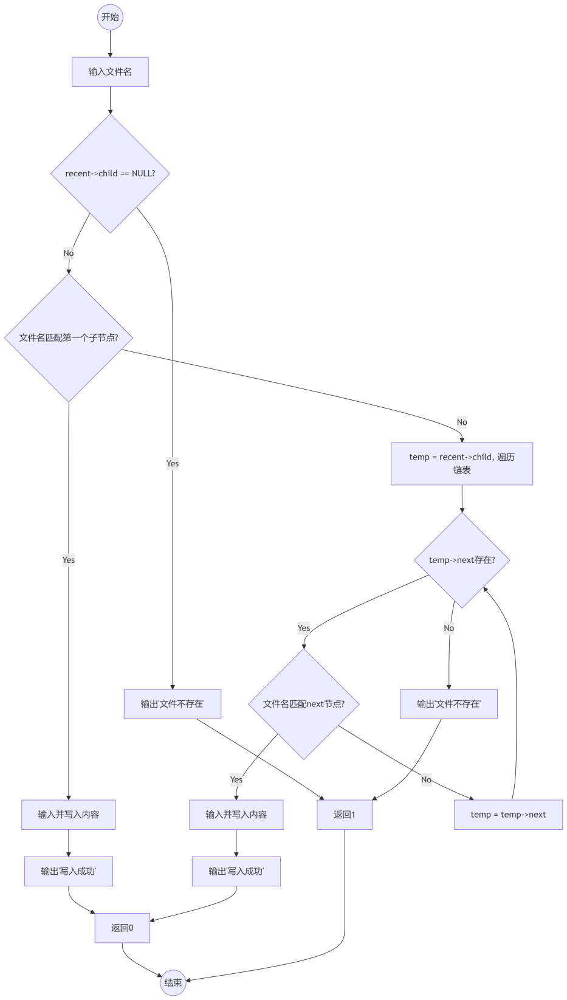 开始
输入文件名
recent->child == NULL?
No
文件名匹配第一个子节点?
No
temp = recent->child, 遍历
链表
Yes
Yes
temp->next存在?
Yes
No
输出'文件不存在'
文件名匹配next节点?
输出'文件不存在'
Yes
No
输入并写入内容
输入并写入内容
返回1
temp = temp->next
输出'写入成功'
输出'写入成功'
返回0
结束